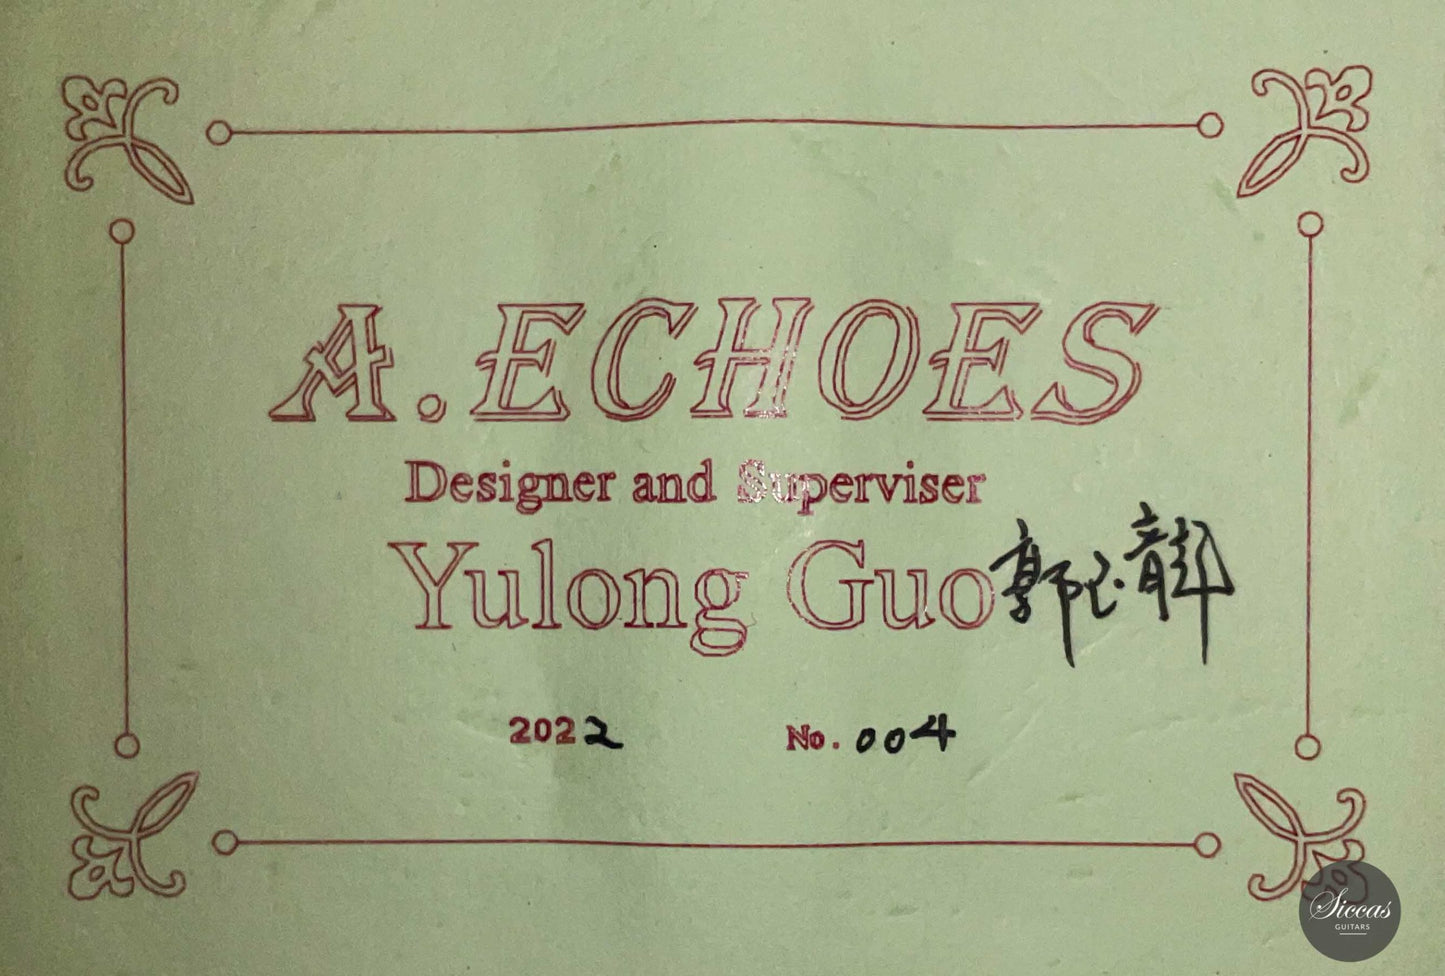 A. ECHOES
Designer and Superviser
Yulong Guo 郭玉龍
2022 No. 004
Siccas
GUITARS